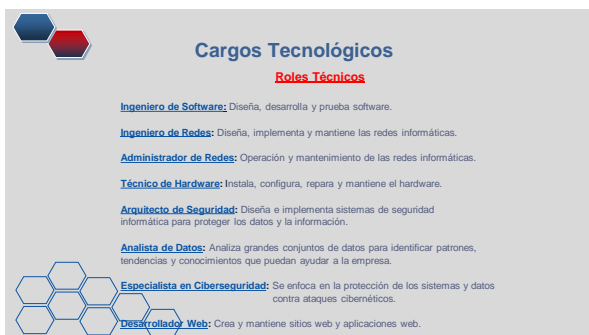 Cargos Tecnológicos
Roles Técnicos
Ingeniero de Software: Diseña, desarrolla y prueba software.
Ingeniero de Redes: Diseña, implementa y mantiene las redes informáticas.
Administrador de Redes: Operación y mantenimiento de las redes informáticas.
Técnico de Hardware: Instala, configura, repara y mantiene el hardware.
Arquitecto de Seguridad: Diseña e implementa sistemas de seguridad
informática para proteger los datos y la información.
Analista de Datos: Analiza grandes conjuntos de datos para identificar patrones,
tendencias y conocimientos que puedan ayudar a la empresa.
Especialista en Ciberseguridad: Se enfoca en la protección de los sistemas y datos
contra ataques cibernéticos.
Desarrollador Web: Crea y mantiene sitios web y aplicaciones web.